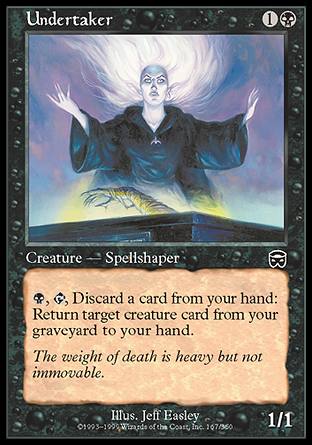 Undertaker 1
Creature — Spellshaper
, , Discard a card from your hand:
Return target creature card from your
graveyard to your hand.
The weight of death is heavy but not
immovable.
Illus. Jeff Easley
©1993–1999 Wizards of the Coast, Inc. 167/350
1/1